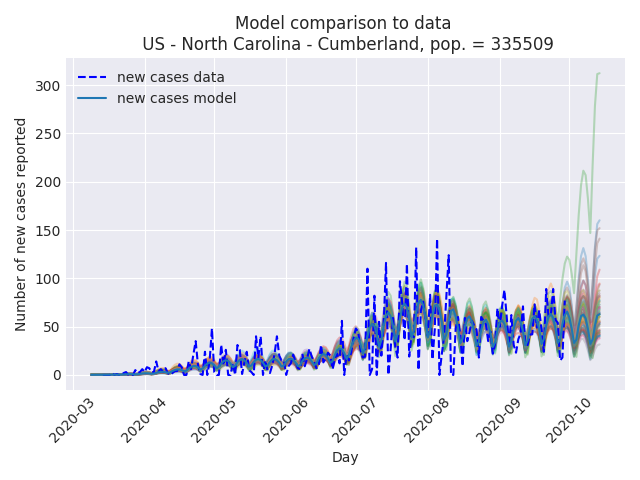 Model comparison to data
US - North Carolina - Cumberland, pop. = 335509
new cases data
new cases model
Number of new cases reported
300
250
200
150
100
50
0
2020-03
2020-04
2020-05
2020-06
2020-07
2020-08
2020-09
2020-10
Day